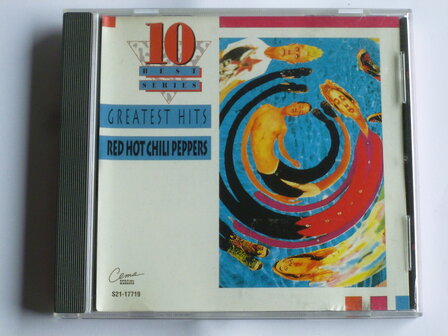 10
BEST
SERIES
GREATEST HITS
RED HOT CHILI PEPPERS
Cema
S21-17719